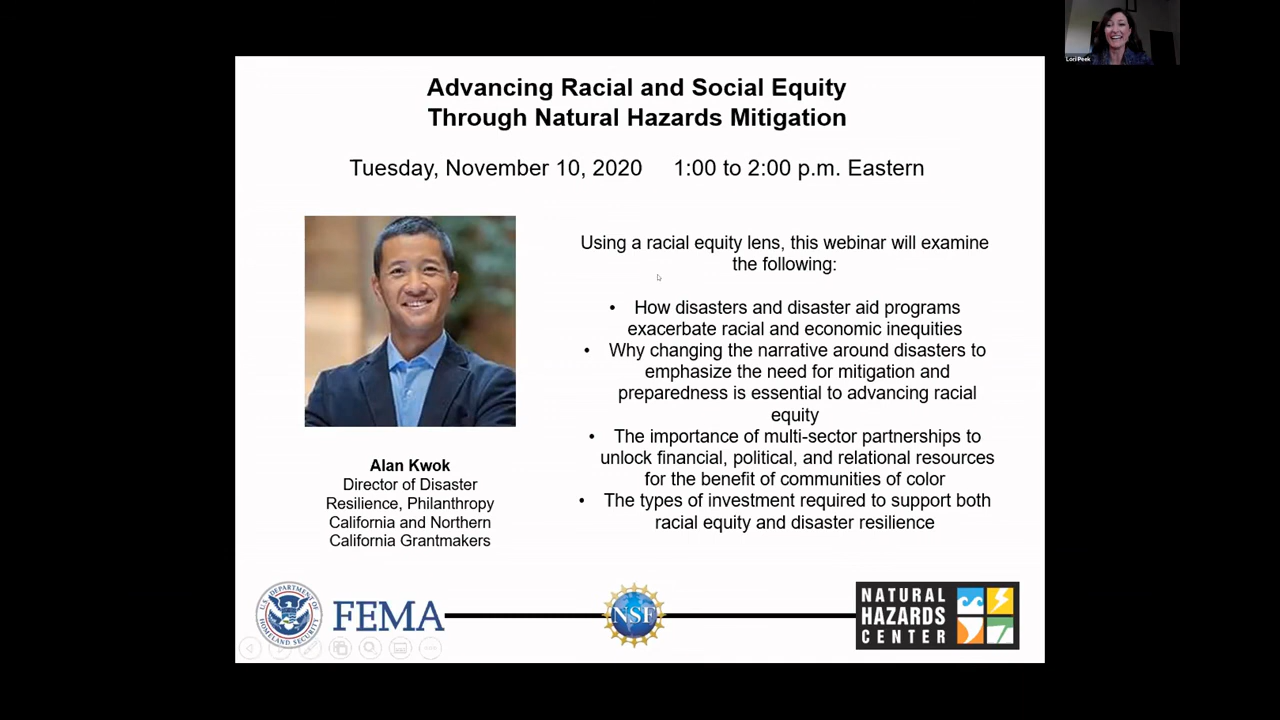 Lori Peek
Advancing Racial and Social Equity
Through Natural Hazards Mitigation
Tuesday, November 10, 2020 1:00 to 2:00 p.m. Eastern
Using a racial equity lens, this webinar will examine
the following:
• How disasters and disaster aid programs
exacerbate racial and economic inequities
• Why changing the narrative around disasters to
emphasize the need for mitigation and
preparedness is essential to advancing racial
equity
• The importance of multi-sector partnerships to
unlock financial, political, and relational resources
for the benefit of communities of color
• The types of investment required to support both
racial equity and disaster resilience
Alan Kwok
Director of Disaster
Resilience, Philanthropy
California and Northern
California Grantmakers
U.S. DEPARTMENT OF
HOMELAND SECURITY
FEMA
NSF
NATURAL
HAZARDS
CENTER